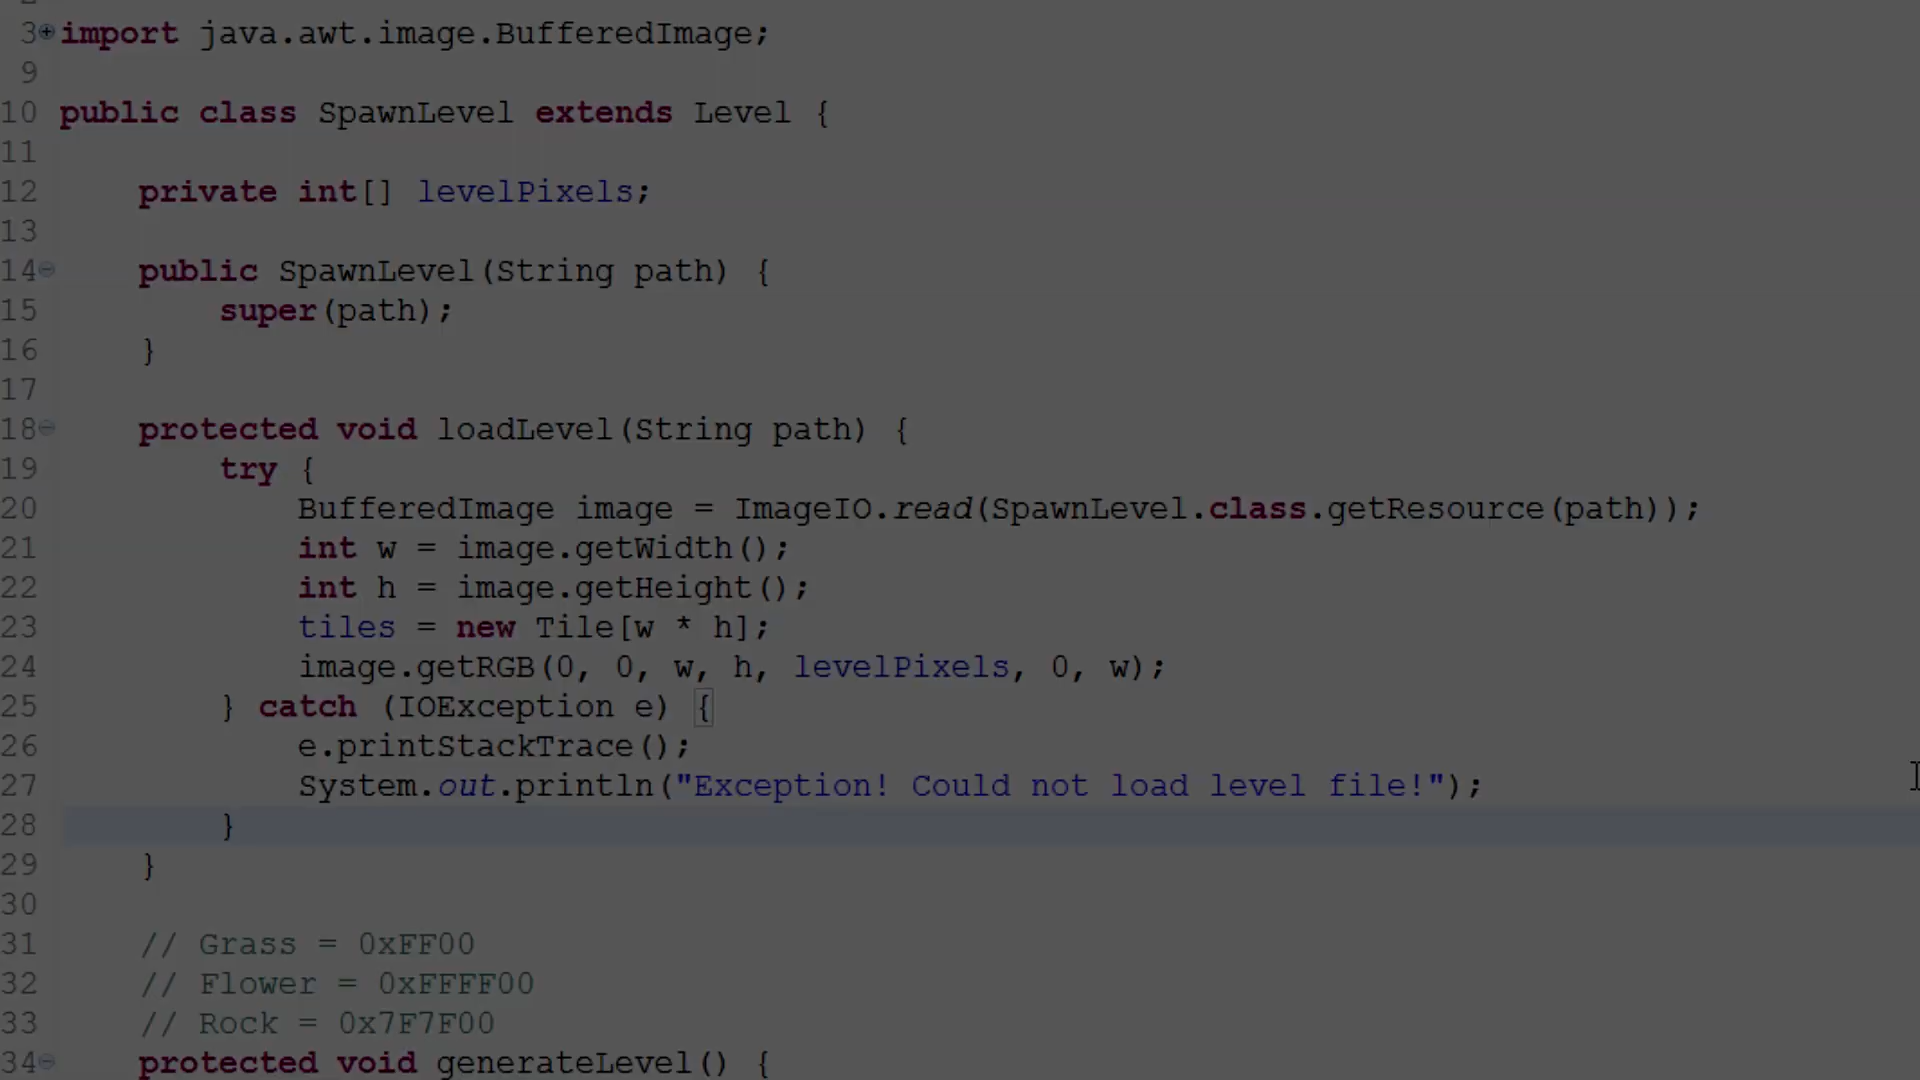 3 import java.awt.image.BufferedImage;
9
10 public class SpawnLevel extends Level {
11
12 private int[] levelPixels;
13
14 public SpawnLevel(String path) {
15 super(path);
16 }
17
18 protected void loadLevel(String path) {
19 try {
20 BufferedImage image = ImageIO.read(SpawnLevel.class.getResource(path));
21 int w = image.getWidth();
22 int h = image.getHeight();
23 tiles = new Tile[w * h];
24 image.getRGB(0, 0, w, h, levelPixels, 0, w);
25 } catch (IOException e) {
26 e.printStackTrace();
27 System.out.println("Exception! Could not load level file!");
28 }
29 }
30
31 // Grass = 0xFF00
32 // Flower = 0xFFFF00
33 // Rock = 0x7F7F00
34 protected void generateLevel() {